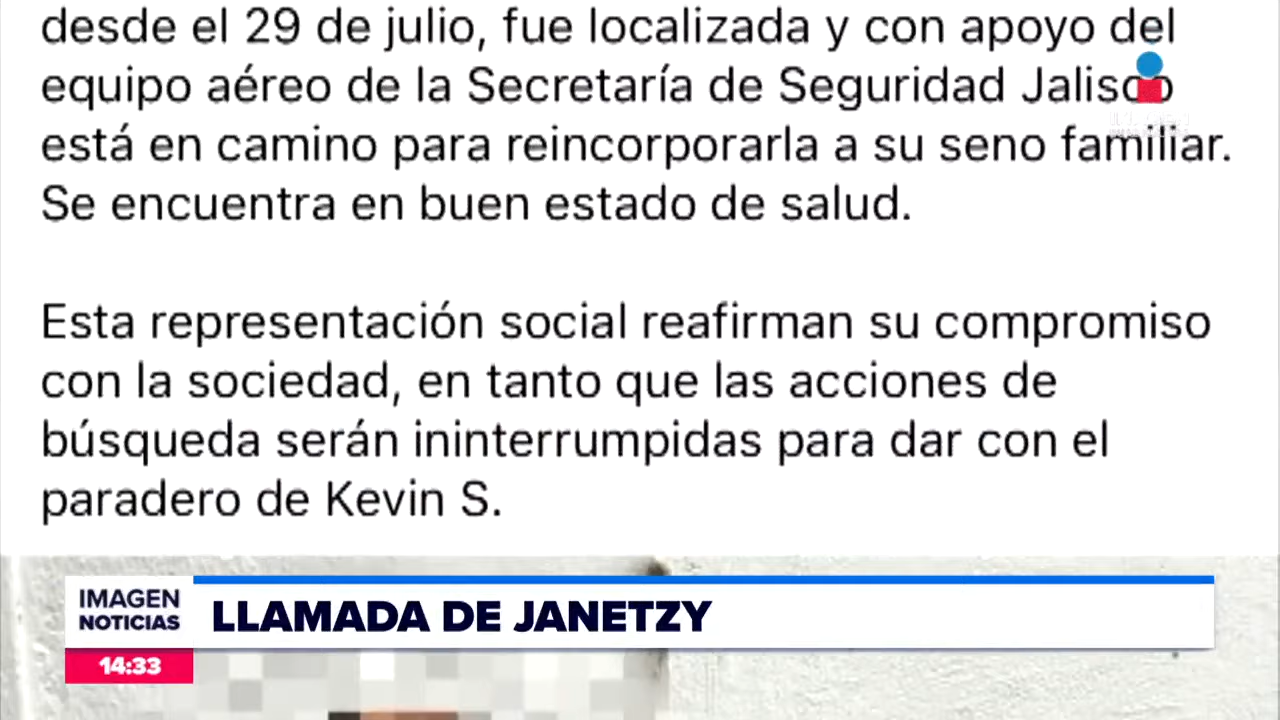 desde el 29 de julio, fue localizada y con apoyo del
equipo aéreo de la Secretaría de Seguridad Jalisco
está en camino para reincorporarla a su seno familiar.
Se encuentra en buen estado de salud.
Esta representación social reafirman su compromiso
con la sociedad, en tanto que las acciones de
búsqueda serán ininterrumpidas para dar con el
paradero de Kevin S.
IMAGEN
NOTICIAS
LLAMADA DE JANETZY
14:33